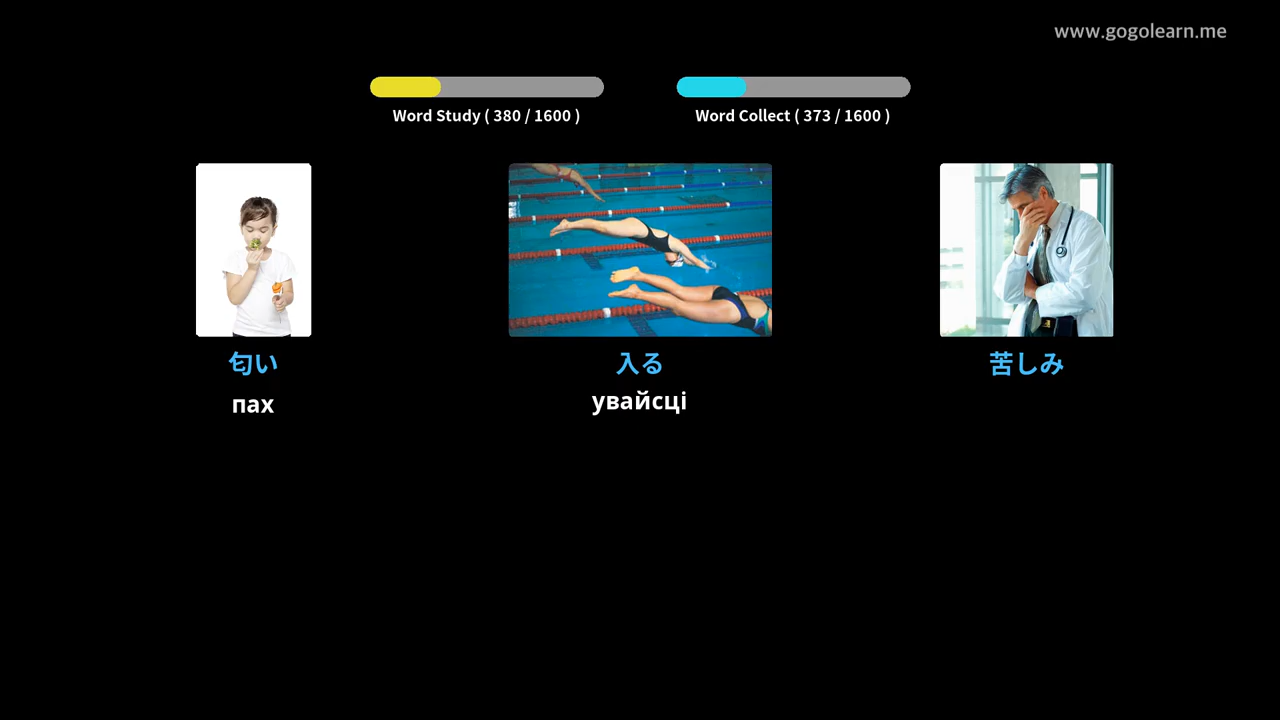 www.gogolearn.me
Word Study ( 380 / 1600 )
Word Collect ( 373 / 1600 )
匂い
入る
苦しみ
пах
увайсці